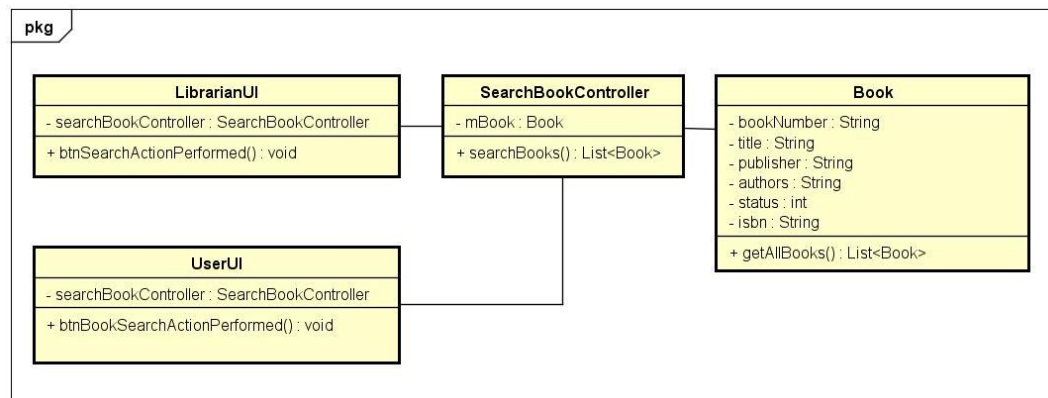 pkg
LibrarianUI
- searchBookController : SearchBookController
+ btnSearchActionPerformed() : void
SearchBookController
- mBook : Book
+ searchBooks() : List<Book>
Book
- bookNumber : String
- title : String
- publisher : String
- authors : String
- status : int
- isbn : String
+ getAllBooks() : List<Book>
UserUI
- searchBookController : SearchBookController
+ btnBookSearchActionPerformed() : void